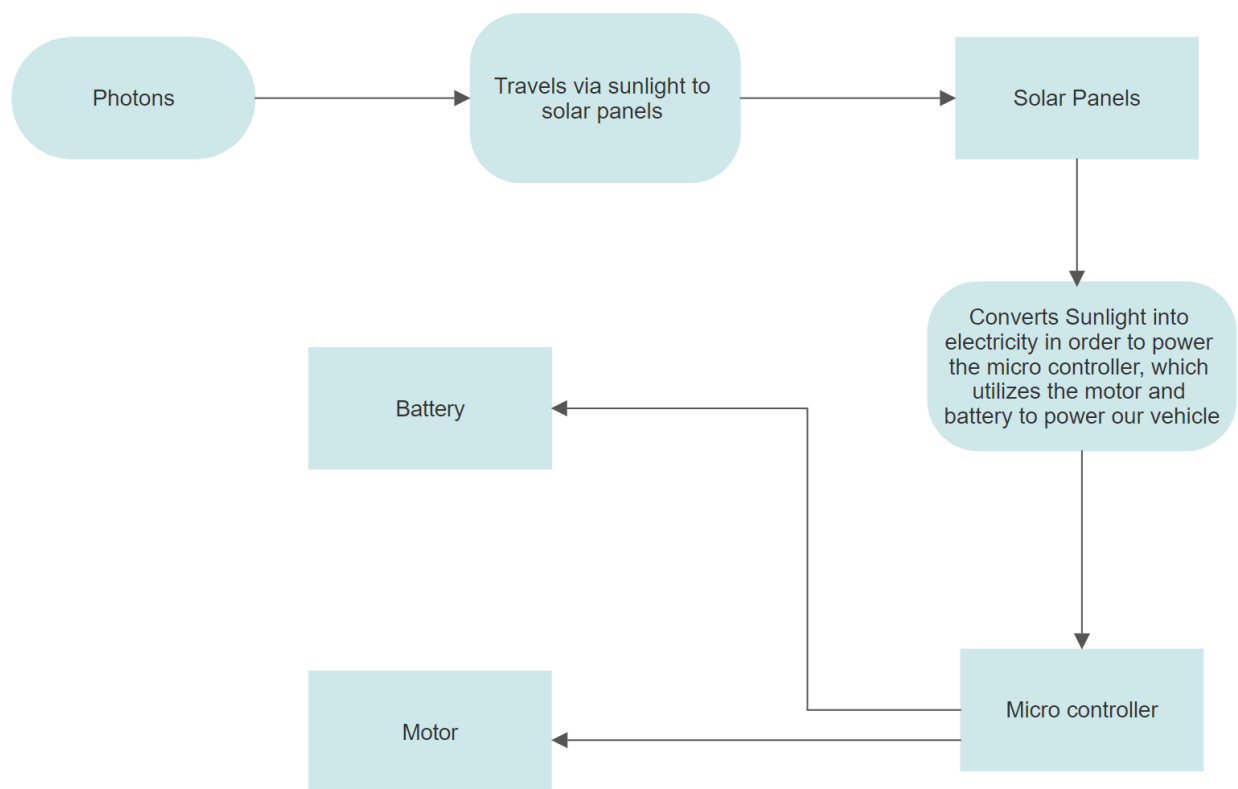 Photons
Travels via sunlight to
solar panels
Solar Panels
Converts Sunlight into
electricity in order to power
the micro controller, which
utilizes the motor and
battery to power our vehicle
Battery
Micro controller
Motor